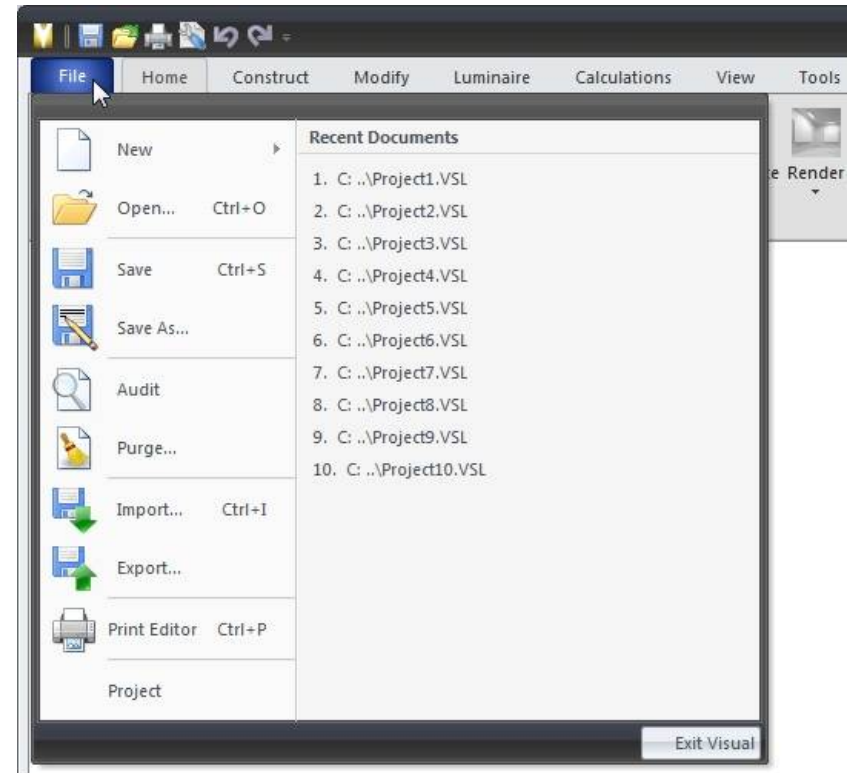 File Home Construct Modify Luminaire Calculations View Tools
Render
New
Open... Ctrl+O
Save Ctrl+S
Save As...
Audit
Purge...
Import... Ctrl+I
Export...
Print Editor Ctrl+P
Project
Recent Documents
1. C: ..\Project1.VSL
2. C: ..\Project2.VSL
3. C: ..\Project3.VSL
4. C: ..\Project4.VSL
5. C: ..\Project5.VSL
6. C: ..\Project6.VSL
7. C: ..\Project7.VSL
8. C: ..\Project8.VSL
9. C: ..\Project9.VSL
10. C: ..\Project10.VSL
Exit Visual